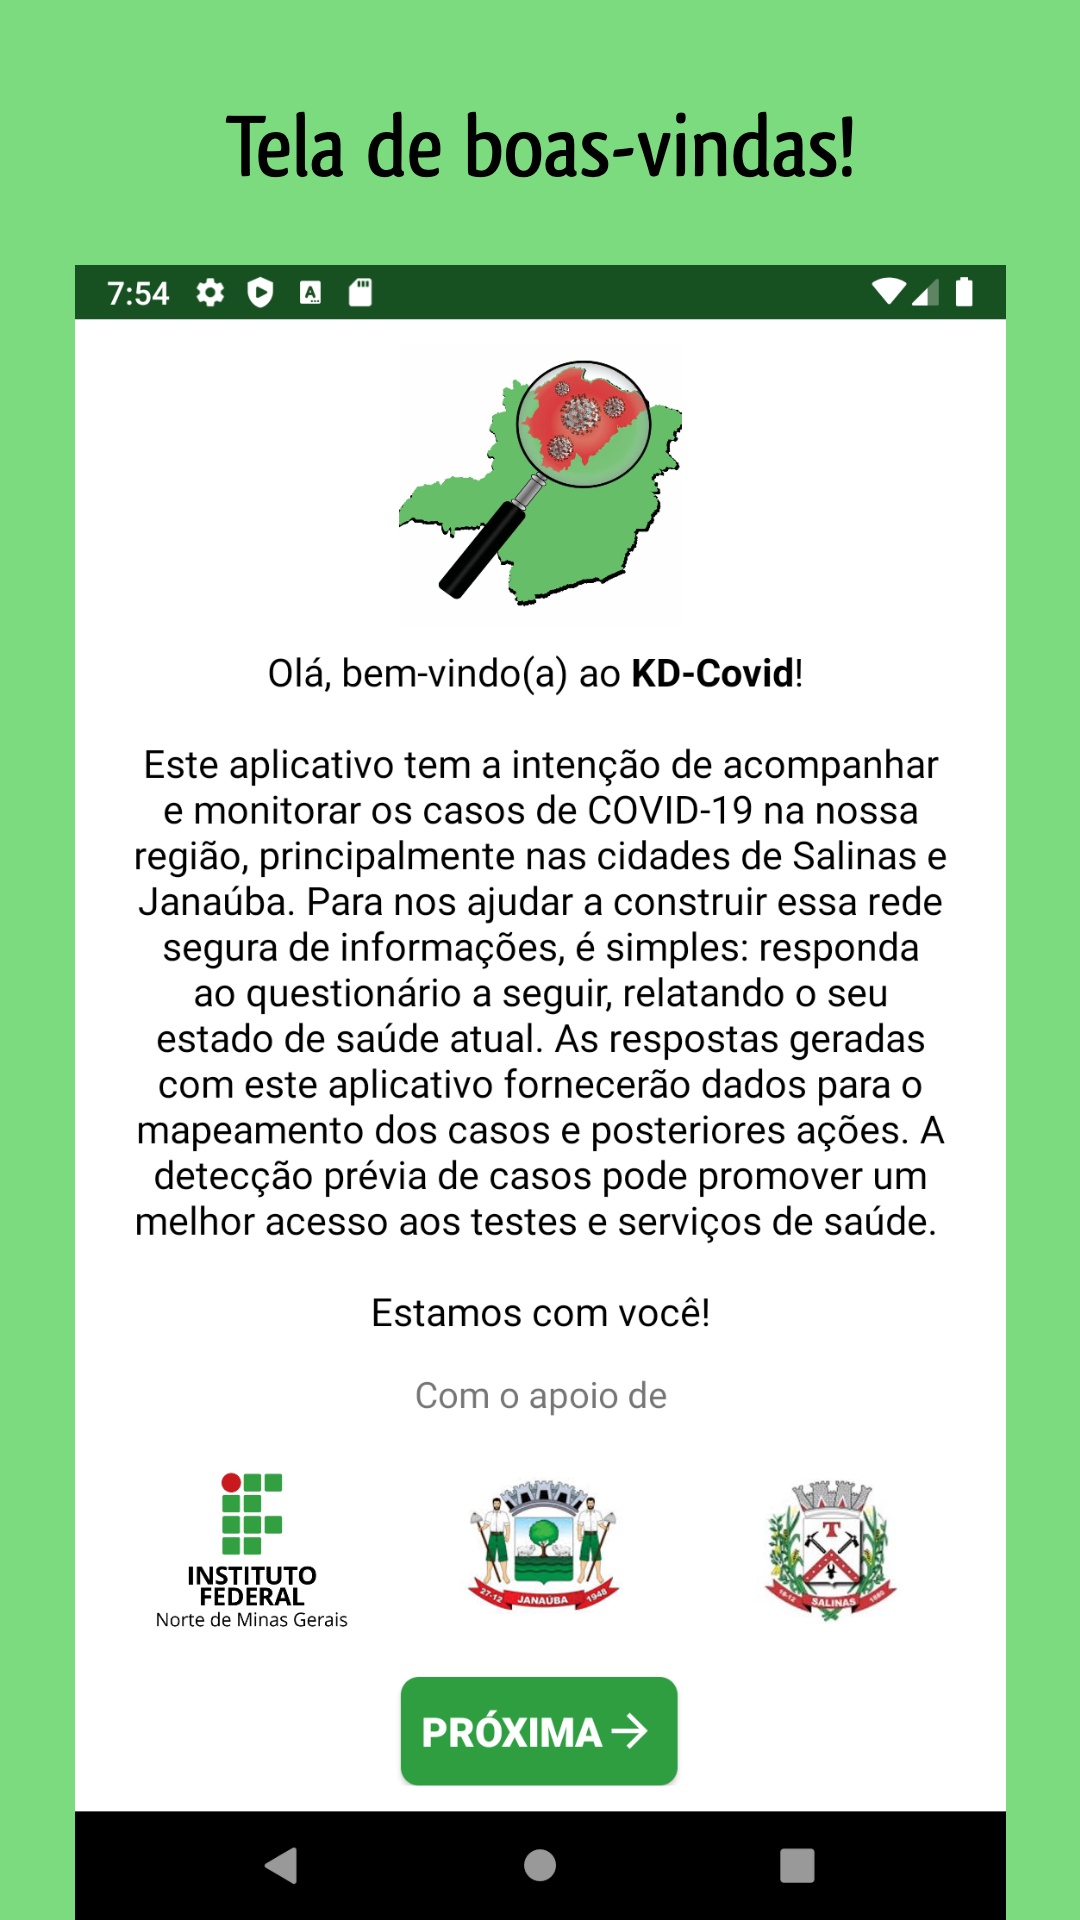 Tela de boas-vindas!
7:54
A
Olá, bem-vindo(a) ao KD-Covid!
Este aplicativo tem a intenção de acompanhar
e monitorar os casos de COVID-19 na nossa
região, principalmente nas cidades de Salinas e
Janaúba. Para nos ajudar a construir essa rede
segura de informações, é simples: responda
ao questionário a seguir, relatando o seu
estado de saúde atual. As respostas geradas
com este aplicativo fornecerão dados para o
mapeamento dos casos e posteriores ações. A
detecção prévia de casos pode promover um
melhor acesso aos testes e serviços de saúde.
Estamos com você!
Com o apoio de
INSTITUTO
FEDERAL
Norte de Minas Gerais
27-12 JANAÚBA 1948
T
SALINAS
PRÓXIMA